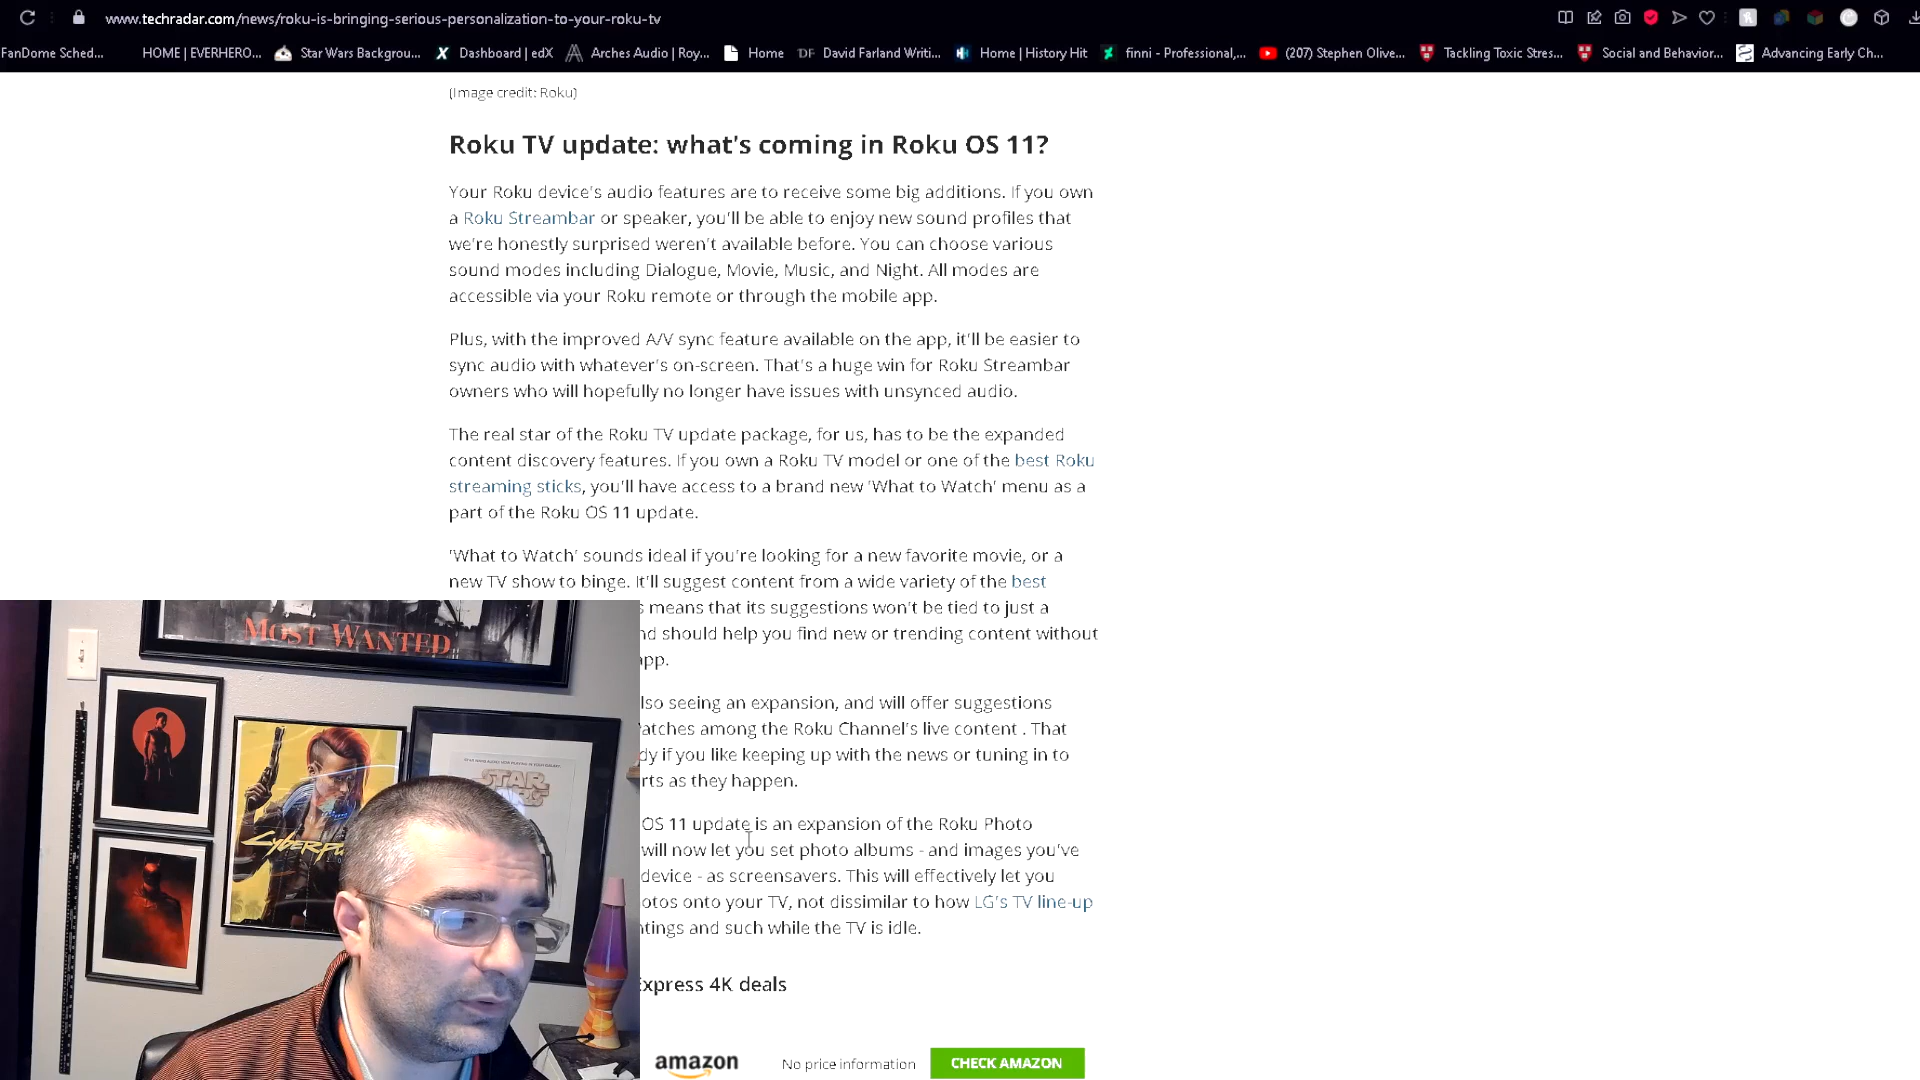 www.techradar.com/news/roku-is-bringing-serious-personalization-to-your-roku-tv
FanDome Sched... HOME | EVERHERO... Star Wars Backgrou... Dashboard | edX Arches Audio | Roy... Home DF David Farland Writi... Home | History Hit finni - Professional,... (207) Stephen Olive... Tackling Toxic Stres... Social and Behavior... Advancing Early Ch...
(Image credit: Roku)
Roku TV update: what's coming in Roku OS 11?
Your Roku device's audio features are to receive some big additions. If you own
a Roku Streambar or speaker, you'll be able to enjoy new sound profiles that
we're honestly surprised weren't available before. You can choose various
sound modes including Dialogue, Movie, Music, and Night. All modes are
accessible via your Roku remote or through the mobile app.
Plus, with the improved A/V sync feature available on the app, it'll be easier to
sync audio with whatever's on-screen. That's a huge win for Roku Streambar
owners who will hopefully no longer have issues with unsynced audio.
The real star of the Roku TV update package, for us, has to be the expanded
content discovery features. If you own a Roku TV model or one of the best Roku
streaming sticks, you'll have access to a brand new 'What to Watch' menu as a
part of the Roku OS 11 update.
'What to Watch' sounds ideal if you're looking for a new favorite movie, or a
new TV show to binge. It'll suggest content from a wide variety of the best
means that its suggestions won't be tied to just a
should help you find new or trending content without
seeing an expansion, and will offer suggestions
among the Roku Channel's live content . That
if you like keeping up with the news or tuning in to
as they happen.
OS 11 update is an expansion of the Roku Photo
will now let you set photo albums - and images you've
device - as screensavers. This will effectively let you
onto your TV, not dissimilar to how LG's TV line-up
and such while the TV is idle.
4K deals
amazon No price information CHECK AMAZON
MOST WANTED
STAR WARS